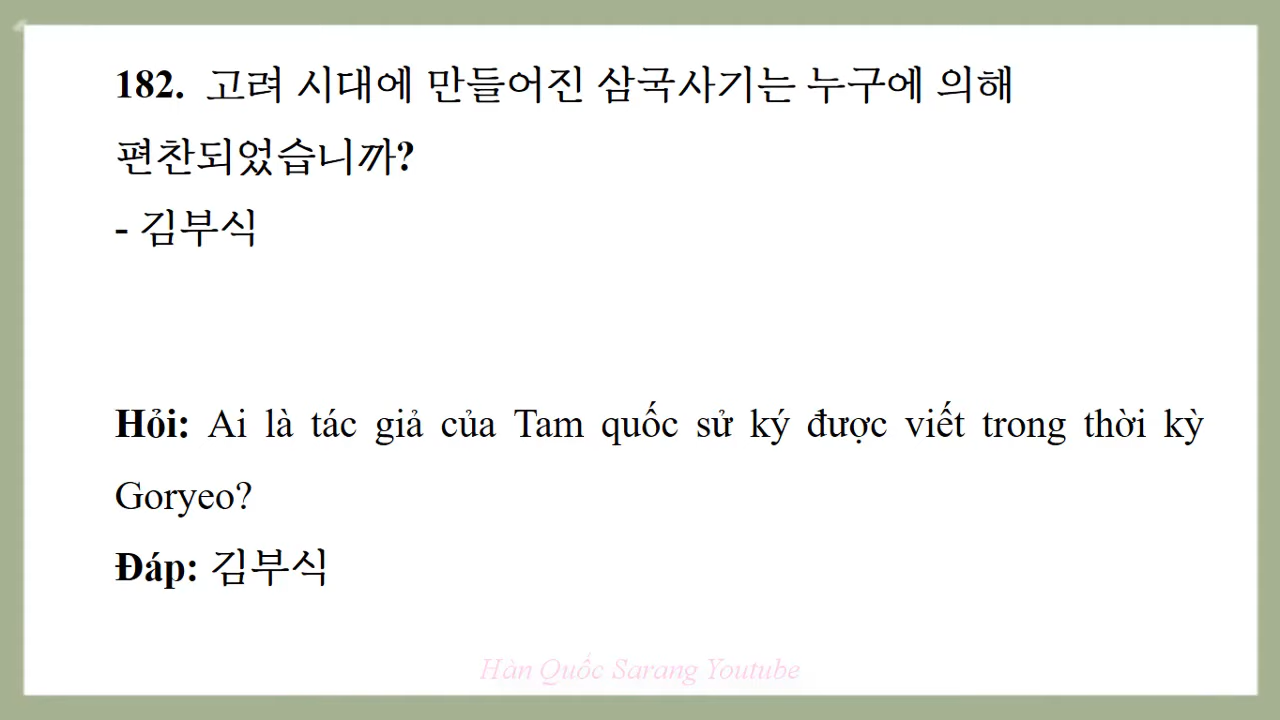 182. 고려 시대에 만들어진 삼국사기는 누구에 의해
편찬되었습니까?
- 김부식
Hỏi: Ai là tác giả của Tam quốc sử ký được viết trong thời kỳ
Goryeo?
Đáp: 김부식
Hàn Quốc Sarang Youtube